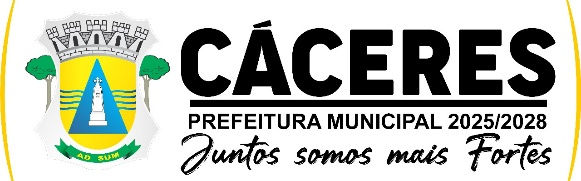 CÁCERES
PREFEITURA MUNICIPAL 2025/2028
Juntos somos mais Fortes
AD SUM